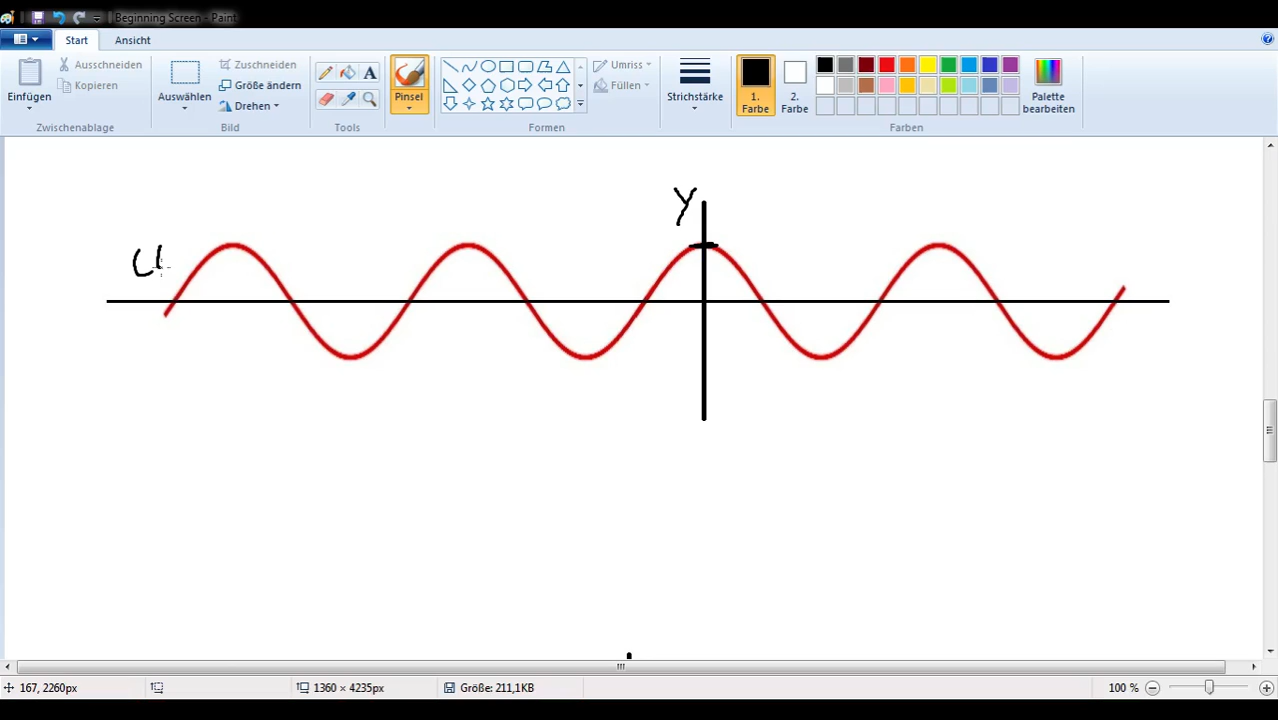 Beginning Screen - Paint
Start Ansicht
Einfügen
Ausschneiden
Kopieren
Zwischenablage
Auswählen
Zuschneiden
Größe ändern
Drehen
Bild
Tools
Pinsel
Formen
Umriss
Füllen
Strichstärke
1. Farbe
2. Farbe
Palette bearbeiten
Farben
y
167, 2260px 1360 × 4235px Größe: 211,1KB 100 %